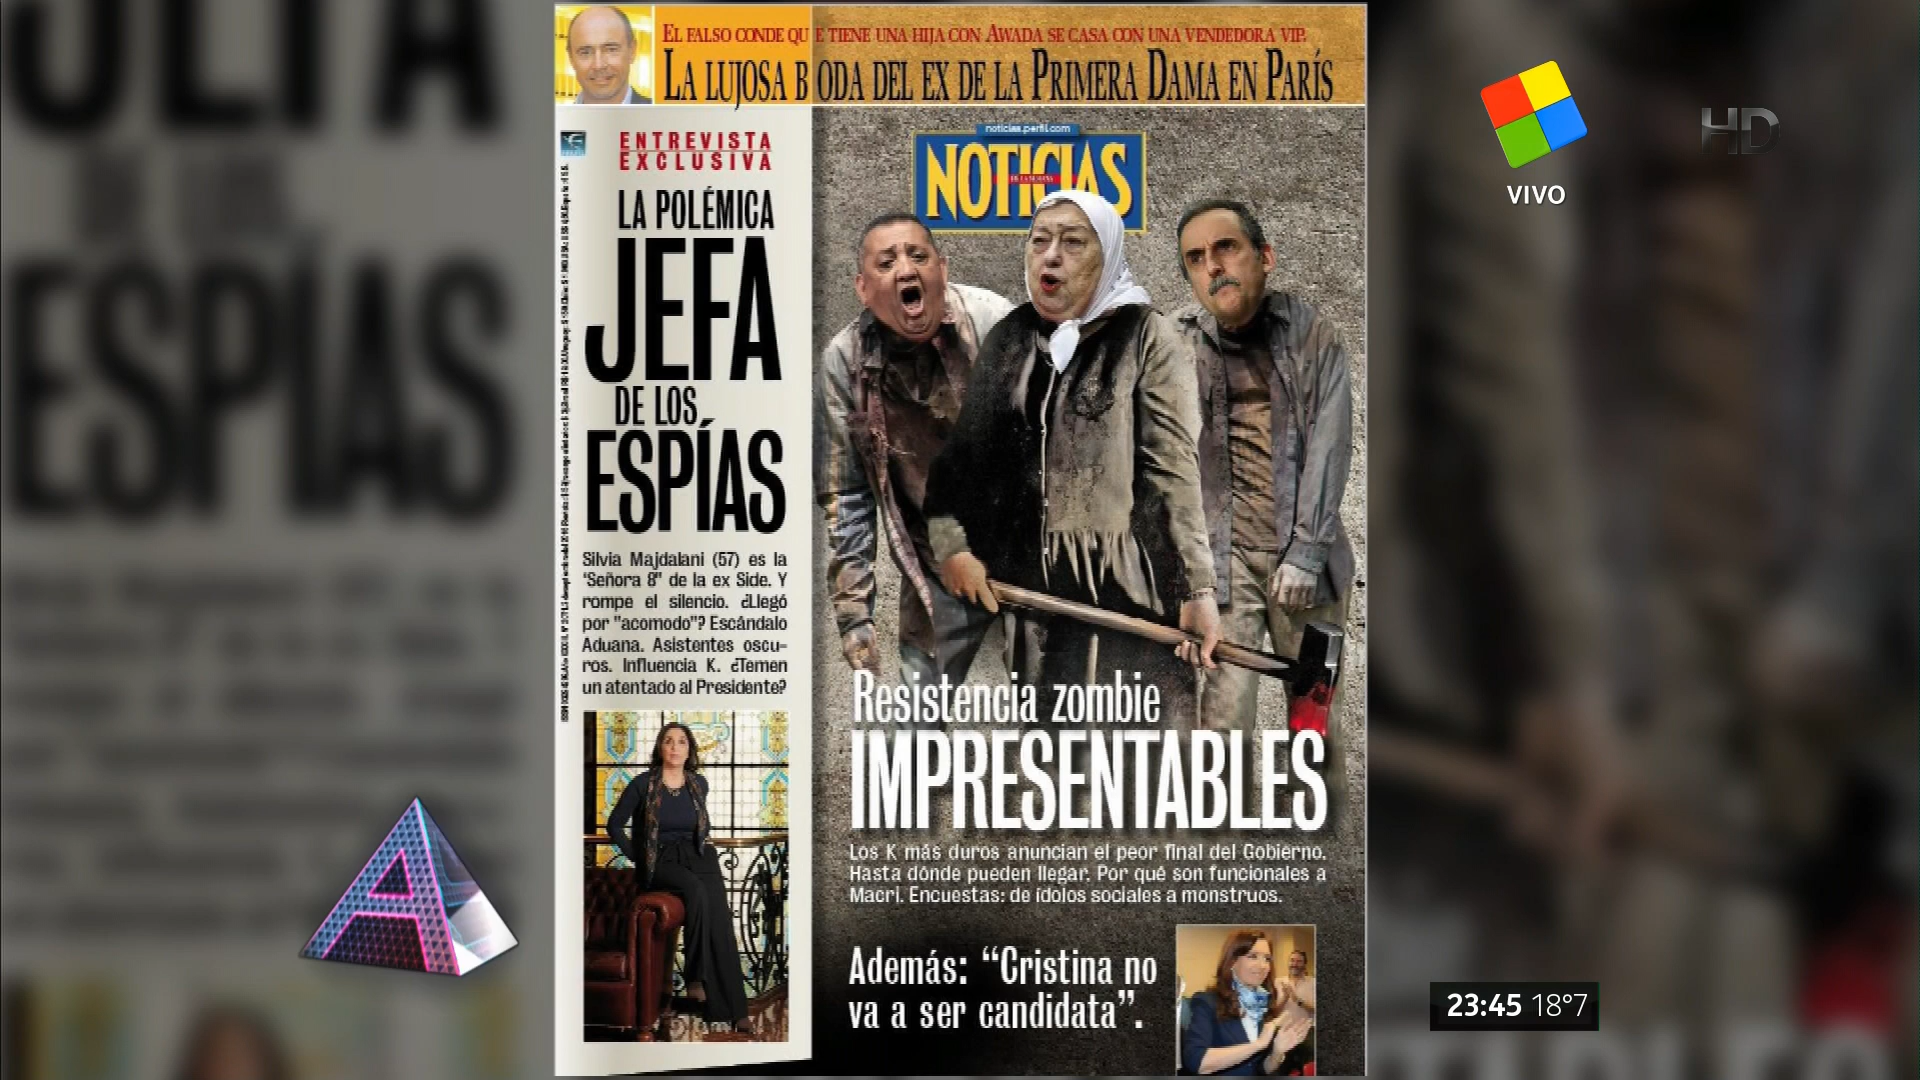 El falso conde que tiene una hija con Awada se casa con una vendedora vip.
La lujosa boda del ex de la Primera Dama en París
ENTREVISTA
EXCLUSIVA
LA POLÉMICA
JEFA
DE LOS
ESPÍAS
Silvia Majdalani (57) es la
"Señora 8" de la ex Side. Y
rompe el silencio. ¿Llegó
por "acomodo"? Escándalo
Aduana. Asistentes oscu-
ros. Influencia K. ¿Temen
un atentado al Presidente?
noticias.perfil.com
NOTICIAS
DE LA SEMANA
Resistencia zombie
IMPRESENTABLES
Los K más duros anuncian el peor final del Gobierno.
Hasta dónde pueden llegar. Por qué son funcionales a
Macri. Encuestas: de ídolos sociales a monstruos.
Además: “Cristina no
va a ser candidata”.
HD
VIVO
A
23:45 18°7
JEFA
ESPÍAS